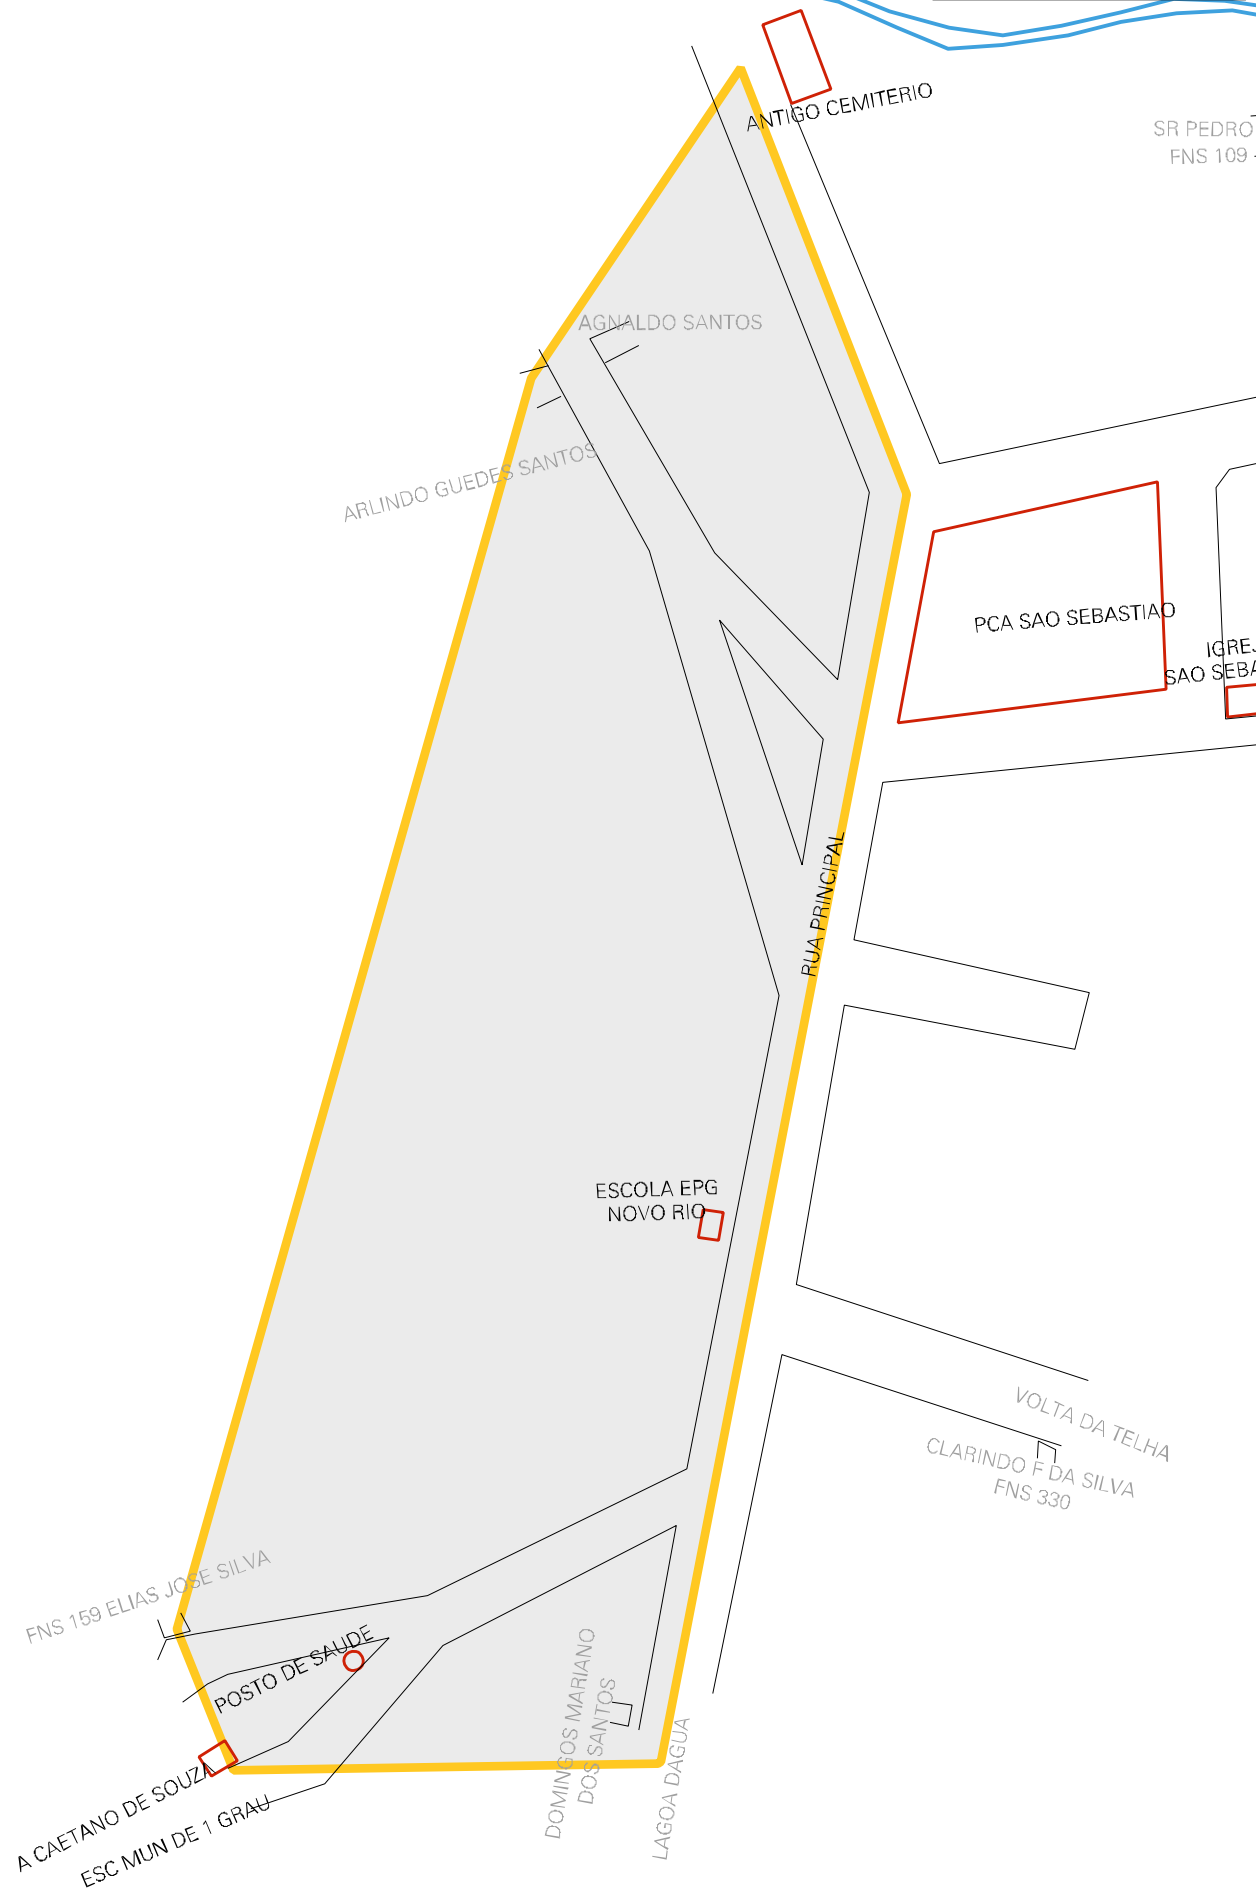 ANTIGO CEMITERIO
SR PEDRO
FNS 109 -
AGNALDO SANTOS
ARLINDO GUEDES SANTOS
PCA SAO SEBASTIAO
IGREJ
SAO SEBA
RUA PRINCIPAL
ESCOLA EPG
NOVO RIO
VOLTA DA TELHA
CLARINDO F DA SILVA
FNS 330
FNS 159 ELIAS JOSE SILVA
POSTO DE SAUDE
DOMINGOS MARIANO
DOS SANTOS
LAGOA DAGUA
A CAETANO DE SOUZA
ESC MUN DE 1 GRAU